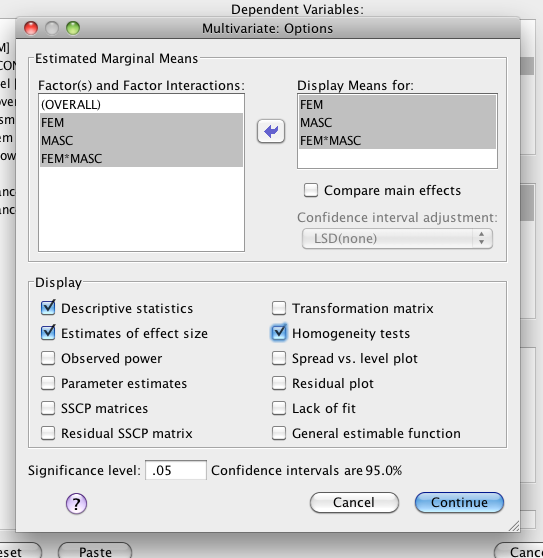 Dependent Variables:
Multivariate: Options
Estimated Marginal Means
Factor(s) and Factor Interactions:
(OVERALL)
FEM
MASC
FEM*MASC
Display Means for:
FEM
MASC
FEM*MASC
Compare main effects
Confidence interval adjustment:
LSD(none)
Display
Descriptive statistics
Transformation matrix
Estimates of effect size
Homogeneity tests
Observed power
Spread vs. level plot
Parameter estimates
Residual plot
SSCP matrices
Lack of fit
Residual SSCP matrix
General estimable function
Significance level: .05 Confidence intervals are 95.0%
?
Cancel
Continue
Paste